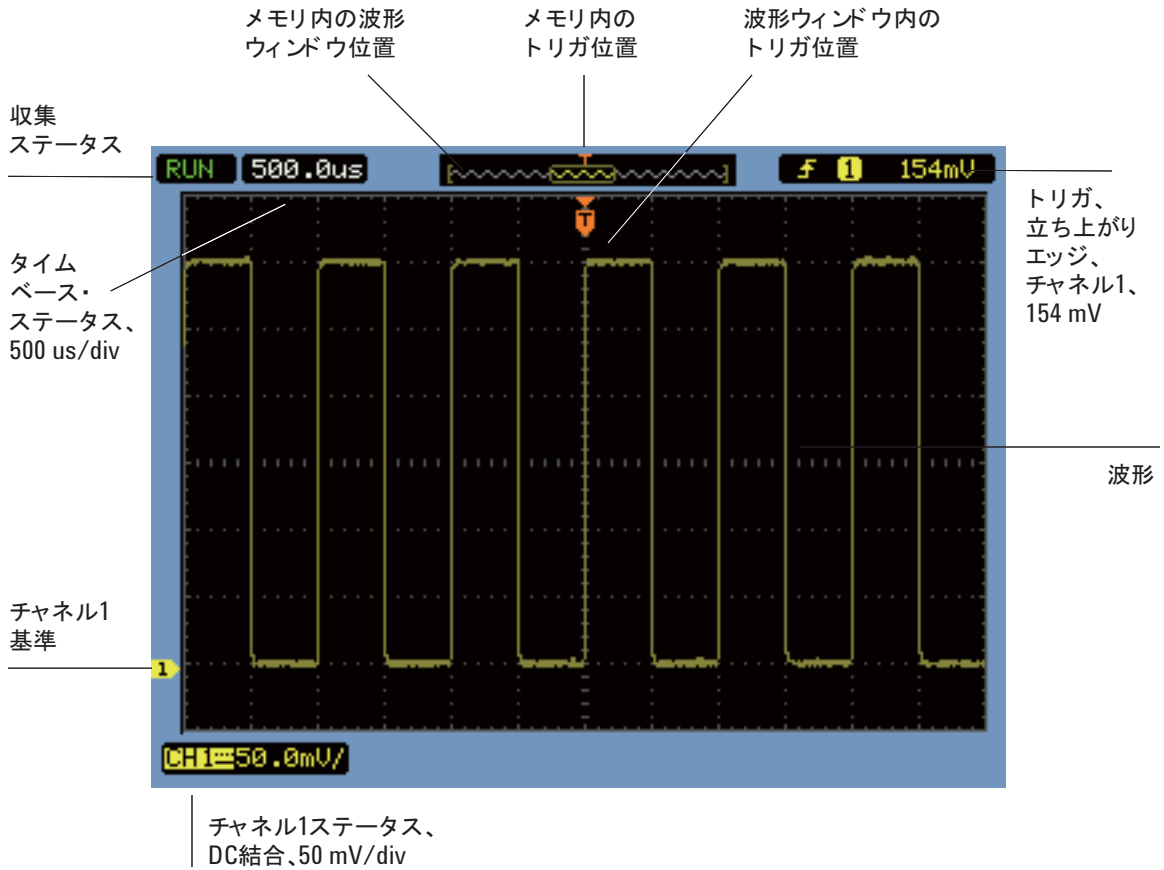 メモリ内の波形
ウィンドウ位置
メモリ内の
トリガ位置
波形ウィンドウ内の
トリガ位置
収集
ステータス
RUN
500.0us
T
1
154mV
T
トリガ、
立ち上がり
エッジ、
チャネル1、
154 mV
タイム
ベース・
ステータス、
500 us/div
波形
チャネル1
基準
1
CH1 50.0mV/
チャネル1ステータス、
DC結合、50 mV/div